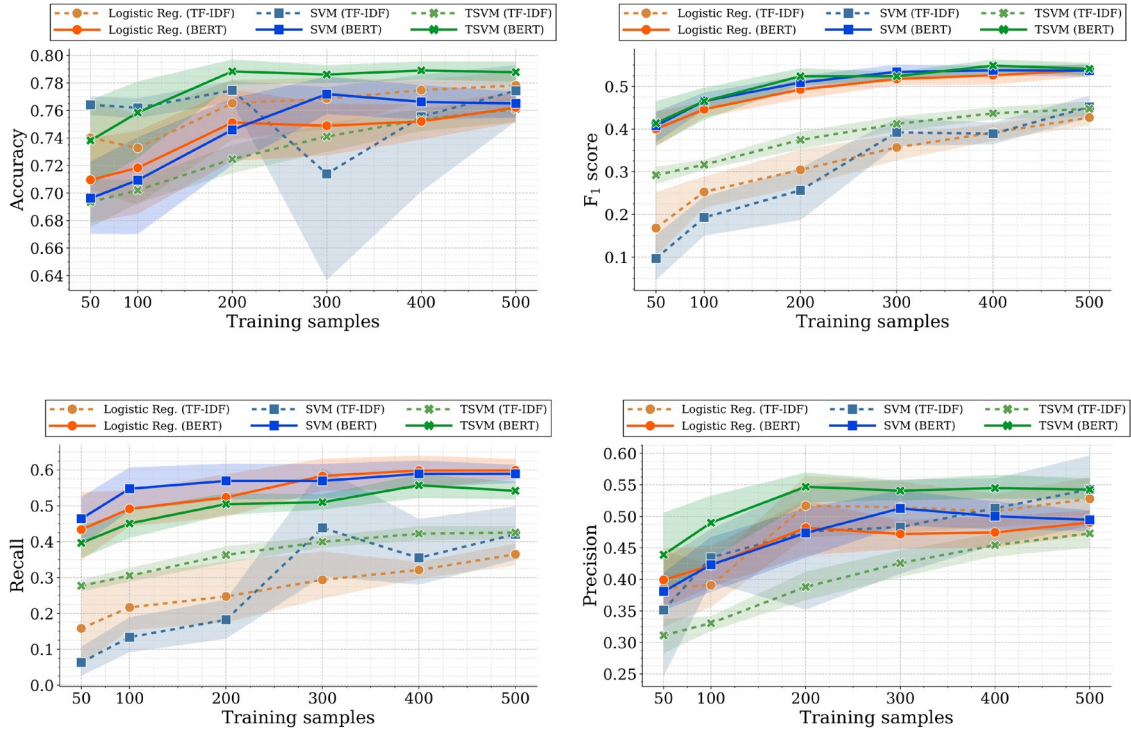 Logistic Reg. (TF-IDF) SVM (TF-IDF) TSVM (TF-IDF)
Logistic Reg. (BERT) SVM (BERT) TSVM (BERT)
Accuracy
0.80
0.78
0.76
0.74
0.72
0.70
0.68
0.66
0.64
50 100 200 300 400 500
Training samples
Logistic Reg. (TF-IDF) SVM (TF-IDF) TSVM (TF-IDF)
Logistic Reg. (BERT) SVM (BERT) TSVM (BERT)
F₁ score
0.5
0.4
0.3
0.2
0.1
50 100 200 300 400 500
Training samples
Logistic Reg. (TF-IDF) SVM (TF-IDF) TSVM (TF-IDF)
Logistic Reg. (BERT) SVM (BERT) TSVM (BERT)
Recall
0.6
0.5
0.4
0.3
0.2
0.1
0.0
50 100 200 300 400 500
Training samples
Logistic Reg. (TF-IDF) SVM (TF-IDF) TSVM (TF-IDF)
Logistic Reg. (BERT) SVM (BERT) TSVM (BERT)
Precision
0.60
0.55
0.50
0.45
0.40
0.35
0.30
0.25
50 100 200 300 400 500
Training samples